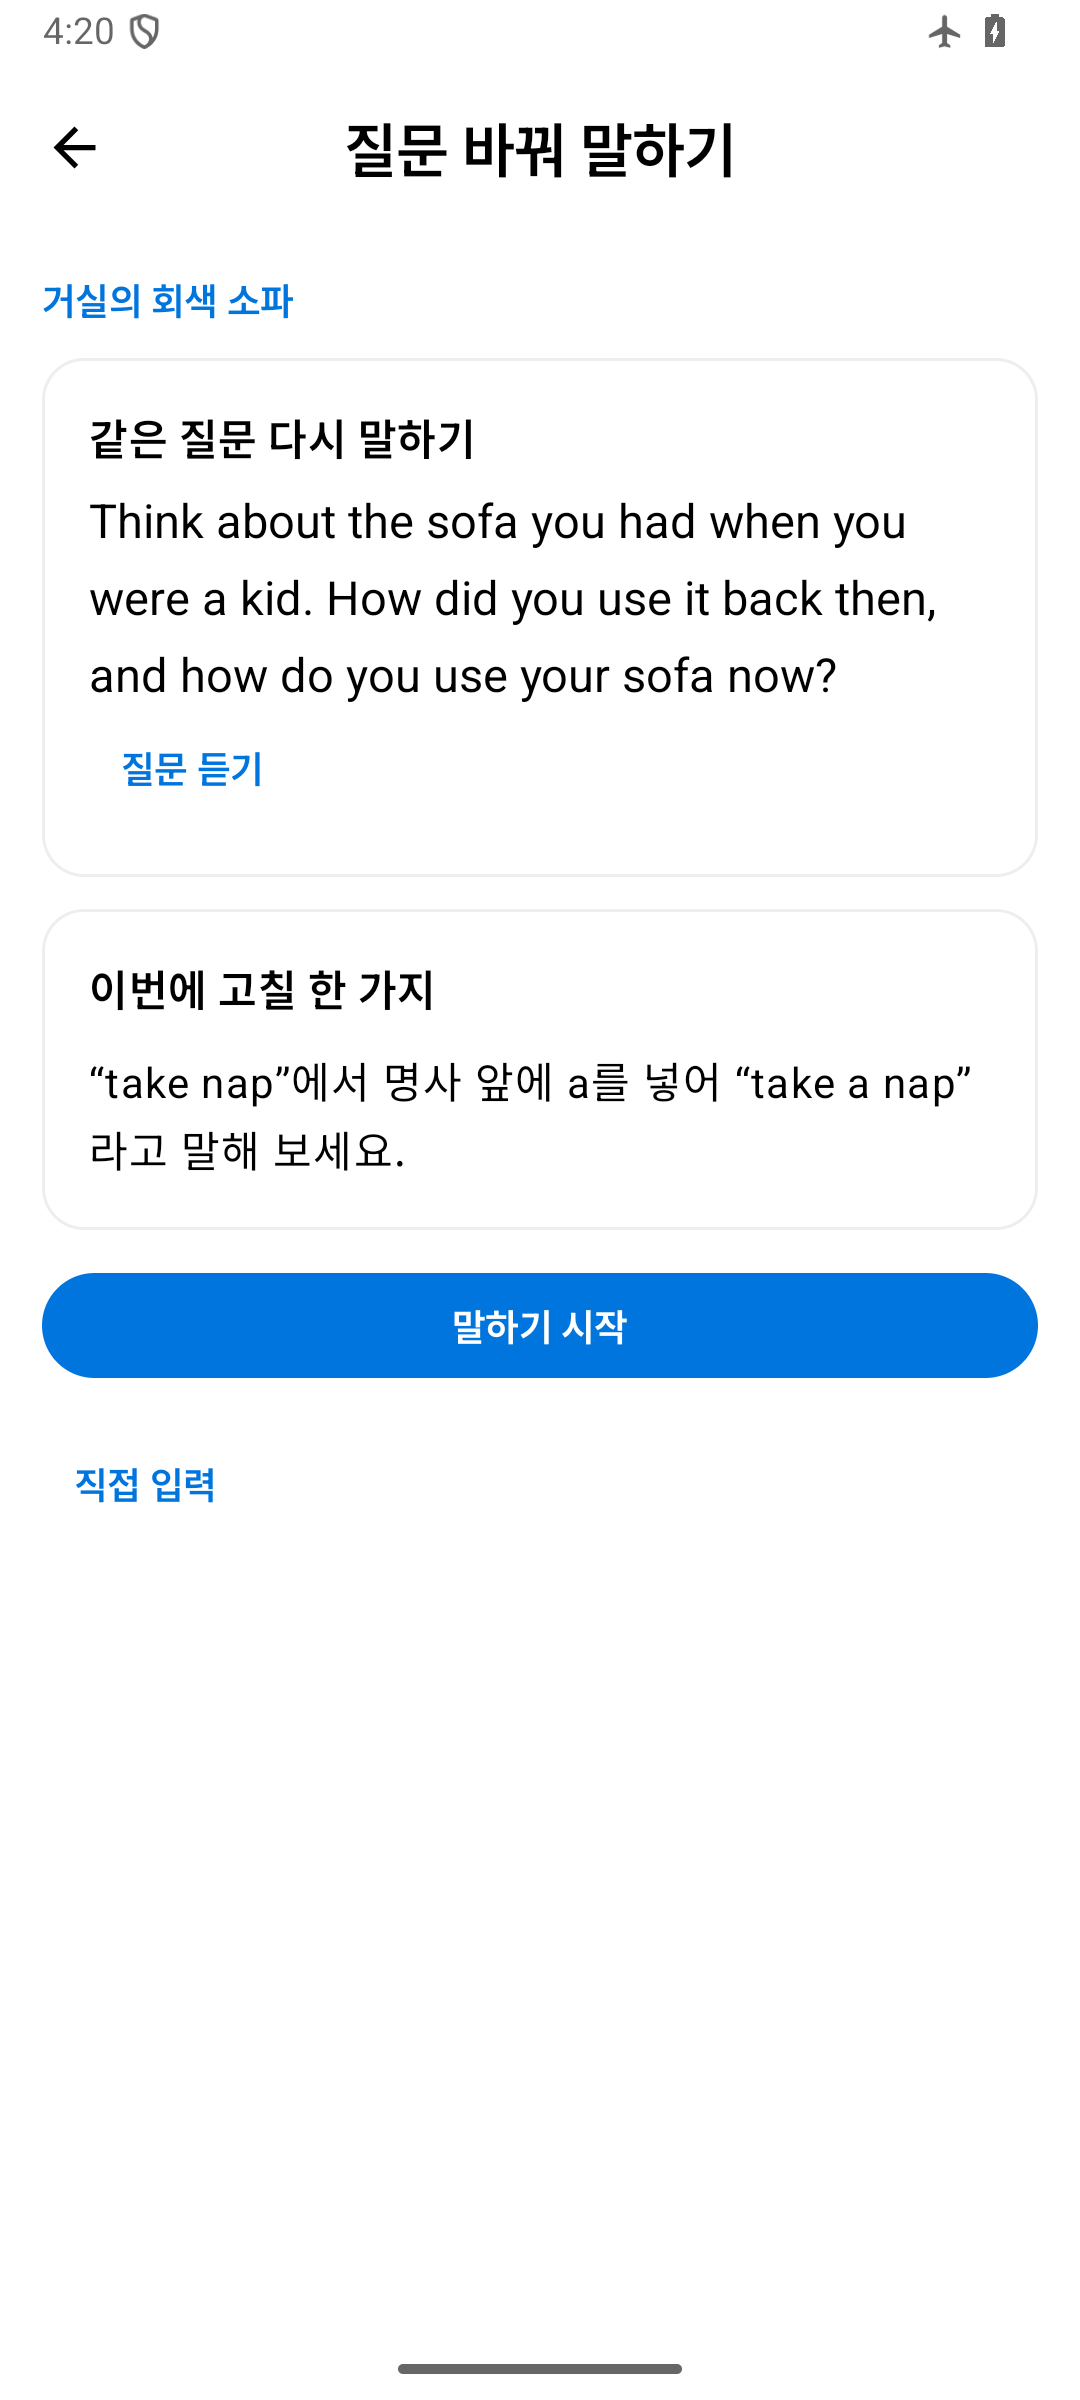 4:20
질문 바꿔 말하기
거실의 회색 소파
같은 질문 다시 말하기
Think about the sofa you had when you
were a kid. How did you use it back then,
and how do you use your sofa now?
질문 듣기
이번에 고칠 한 가지
“take nap”에서 명사 앞에 a를 넣어 “take a nap”
라고 말해 보세요.
말하기 시작
직접 입력